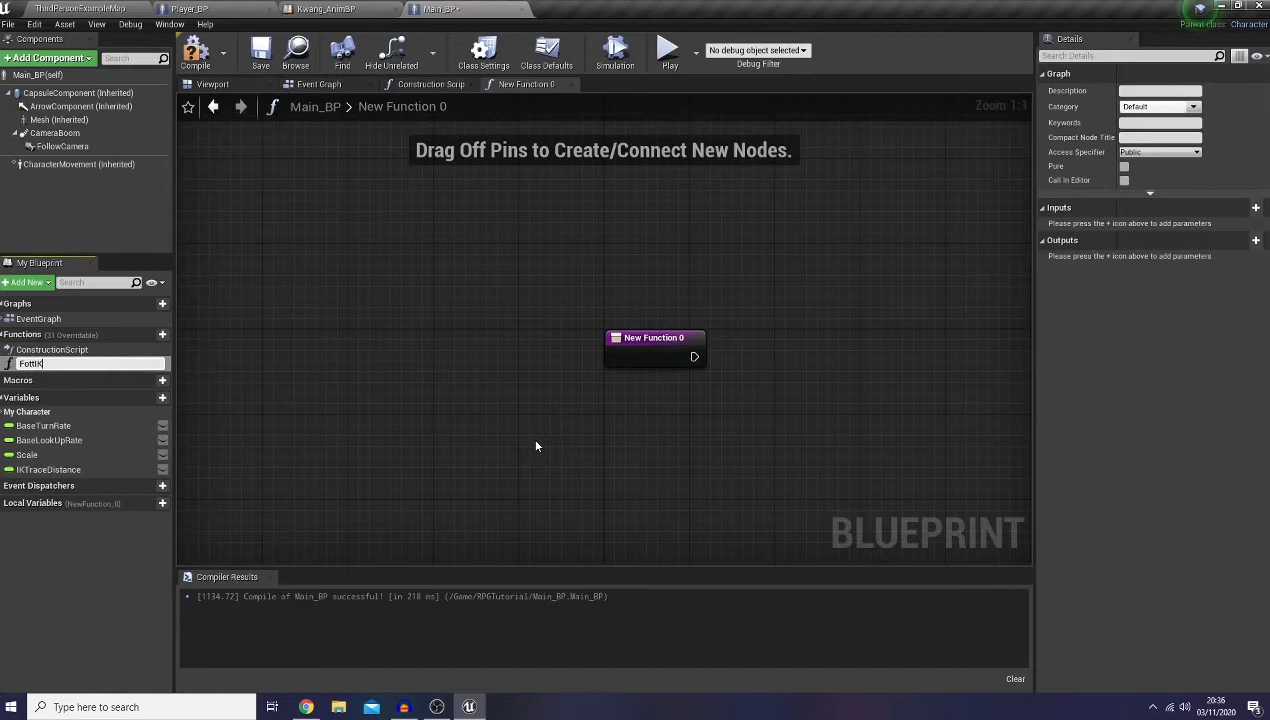 ThirdPersonExampleMap
Player_BP
Kwang_AnimBP
Main_BP•
File Edit Asset View Debug Window Help
Parent class: Character
Components
+ Add Component
Search
Main_BP(self)
CapsuleComponent (Inherited)
ArrowComponent (Inherited)
Mesh (Inherited)
CameraBoom
FollowCamera
CharacterMovement (Inherited)
Compile
Save
Browse
Find
Hide Unrelated
Class Settings
Class Defaults
Simulation
Play
No debug object selected
Debug Filter
Viewport
Event Graph
Construction Scrip
New Function 0
Main_BP > New Function 0
Zoom 1:1
Drag Off Pins to Create/Connect New Nodes.
New Function 0
BLUEPRINT
My Blueprint
+ Add New
Search
Graphs
EventGraph
Functions (31 Overridable)
ConstructionScript
FottIK
Macros
Variables
My Character
BaseTurnRate
BaseLookUpRate
Scale
IKTraceDistance
Event Dispatchers
Local Variables (NewFunction_0)
Compiler Results
[1134.72] Compile of Main_BP successful! [in 218 ms] (/Game/RPGTutorial/Main_BP.Main_BP)
Clear
Details
Search Details
Graph
Description
Category Default
Keywords
Compact Node Title
Access Specifier Public
Pure
Call In Editor
Inputs
Please press the + icon above to add parameters
Outputs
Please press the + icon above to add parameters
Type here to search
20:36
03/11/2020
3